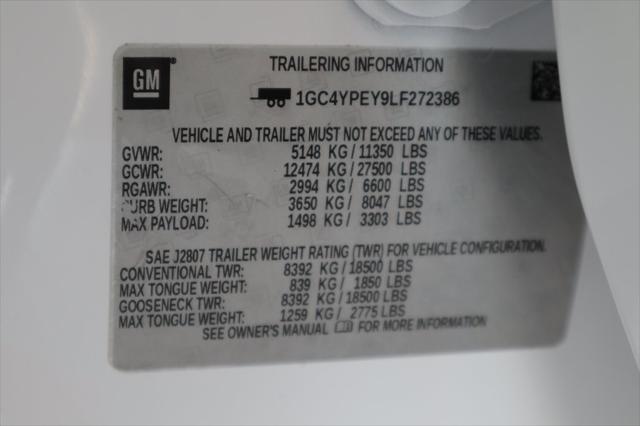 GM
TRAILERING INFORMATION
1GC4YPEY9LF272386
VEHICLE AND TRAILER MUST NOT EXCEED ANY OF THESE VALUES.
GVWR: 5148 KG / 11350 LBS
GCWR: 12474 KG / 27500 LBS
RGAWR: 2994 KG / 6600 LBS
CURB WEIGHT: 3650 KG / 8047 LBS
MAX PAYLOAD: 1498 KG / 3303 LBS
SAE J2807 TRAILER WEIGHT RATING (TWR) FOR VEHICLE CONFIGURATION.
CONVENTIONAL TWR: 8392 KG / 18500 LBS
MAX TONGUE WEIGHT: 839 KG / 1850 LBS
GOOSENECK TWR: 8392 KG / 18500 LBS
MAX TONGUE WEIGHT: 1259 KG / 2775 LBS
SEE OWNER'S MANUAL FOR MORE INFORMATION